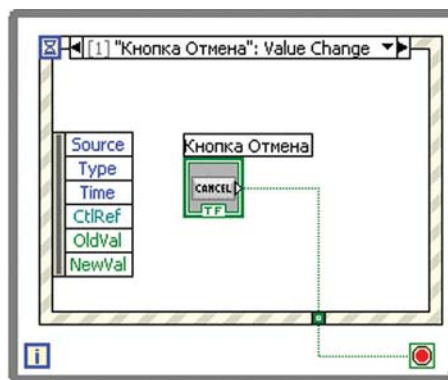 [1] "Кнопка Отмена": Value Change
Source
Type
Time
CtlRef
OldVal
NewVal
Кнопка Отмена
CANCEL
TF
i